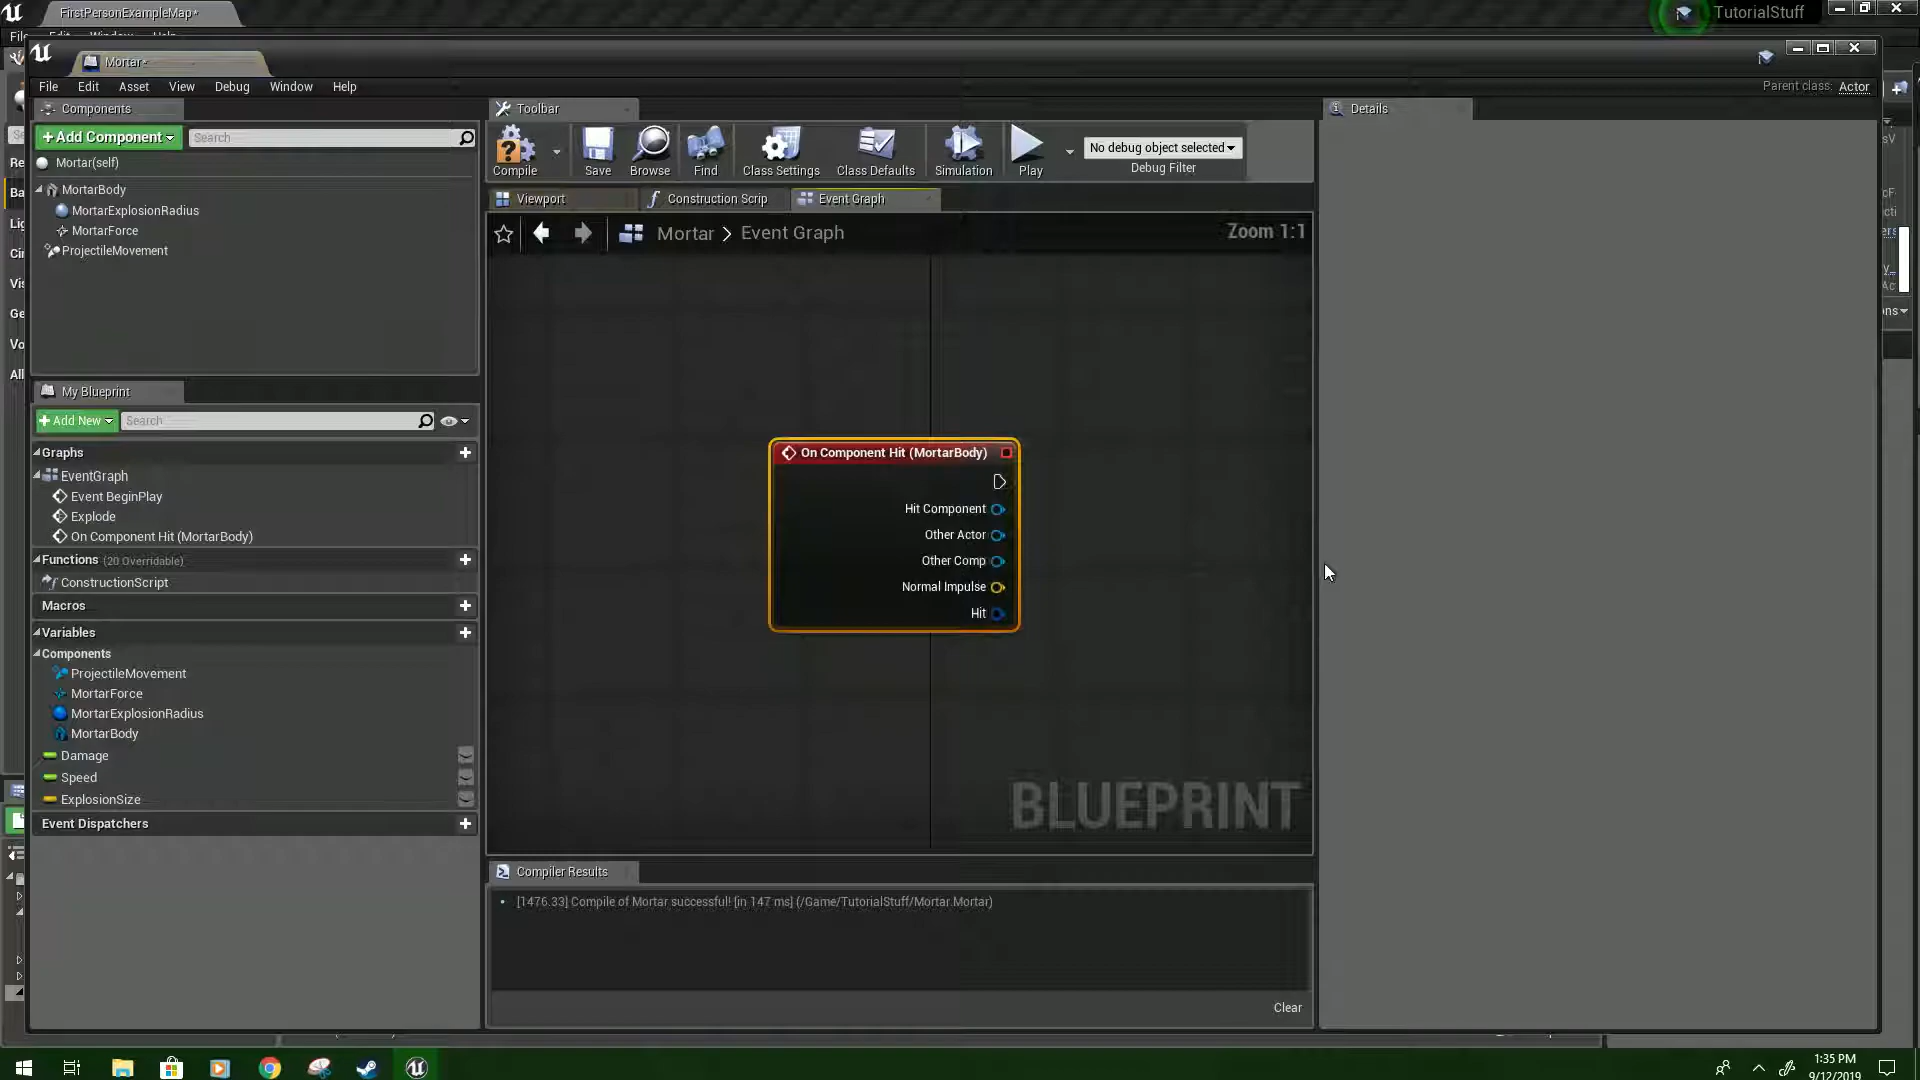 FirstPersonExampleMap*
TutorialStuff
Mortar*
File Edit Asset View Debug Window Help
Parent class: Actor
Components
Toolbar
Details
+ Add Component
Search
Mortar(self)
MortarBody
MortarExplosionRadius
MortarForce
ProjectileMovement
Compile
Save
Browse
Find
Class Settings
Class Defaults
Simulation
Play
No debug object selected
Debug Filter
Viewport
Construction Scrip
Event Graph
Mortar > Event Graph
Zoom 1:1
My Blueprint
+ Add New
Search
Graphs
EventGraph
Event BeginPlay
Explode
On Component Hit (MortarBody)
Functions (20 Overridable)
ConstructionScript
Macros
Variables
Components
ProjectileMovement
MortarForce
MortarExplosionRadius
MortarBody
Damage
Speed
ExplosionSize
Event Dispatchers
On Component Hit (MortarBody)
Hit Component
Other Actor
Other Comp
Normal Impulse
Hit
BLUEPRINT
Compiler Results
[1476.33] Compile of Mortar successful! [in 147 ms] (/Game/TutorialStuff/Mortar.Mortar)
Clear
1:35 PM
9/12/2019